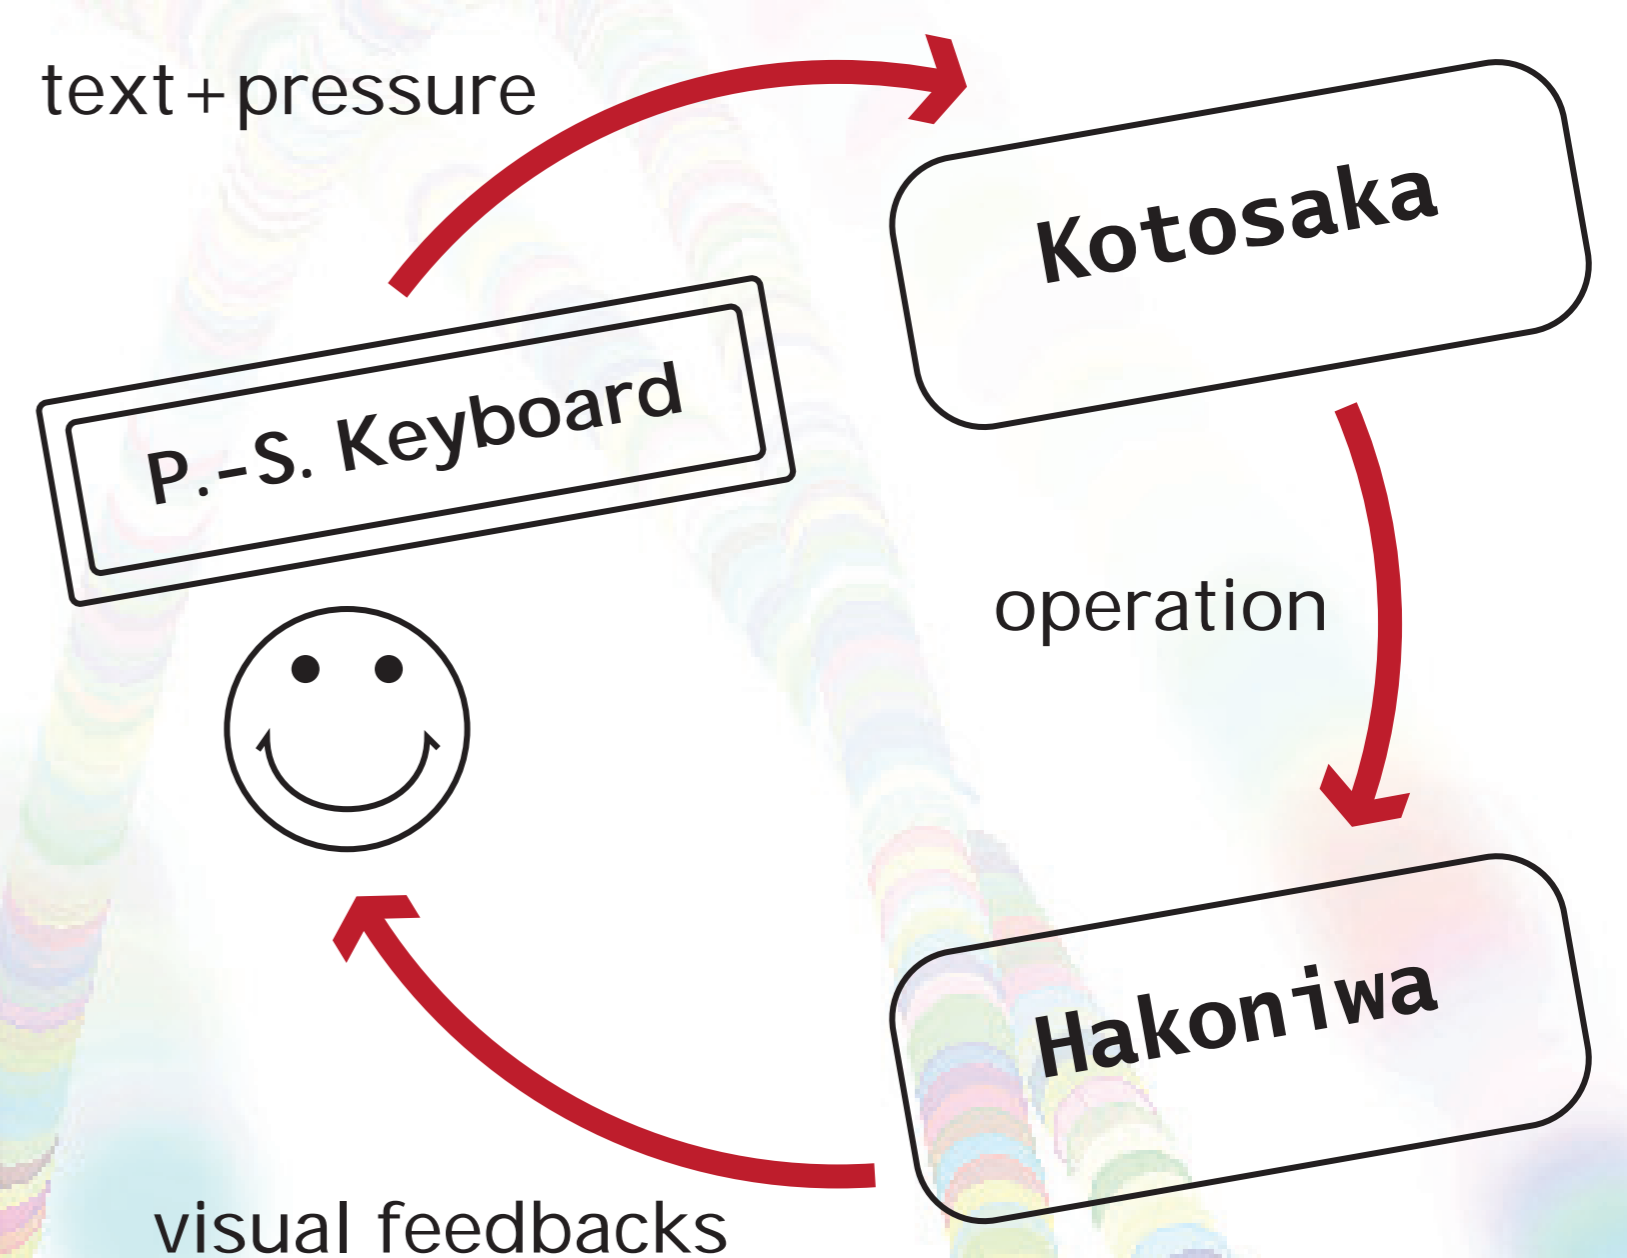 text+pressure
Kotosaka
P.-S. Keyboard
operation
Hakoniwa
visual feedbacks